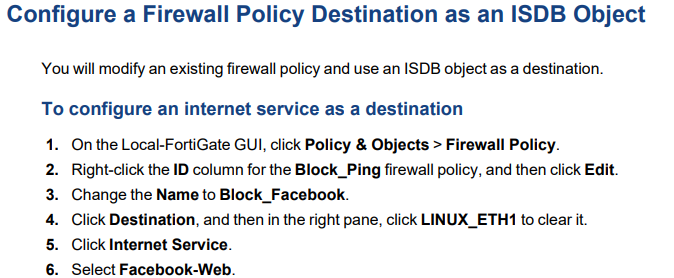 Configure a Firewall Policy Destination as an ISDB Object
You will modify an existing firewall policy and use an ISDB object as a destination.
To configure an internet service as a destination
1. On the Local-FortiGate GUI, click Policy & Objects > Firewall Policy.
2. Right-click the ID column for the Block_Ping firewall policy, and then click Edit.
3. Change the Name to Block_Facebook.
4. Click Destination, and then in the right pane, click LINUX_ETH1 to clear it.
5. Click Internet Service.
6. Select Facebook-Web.